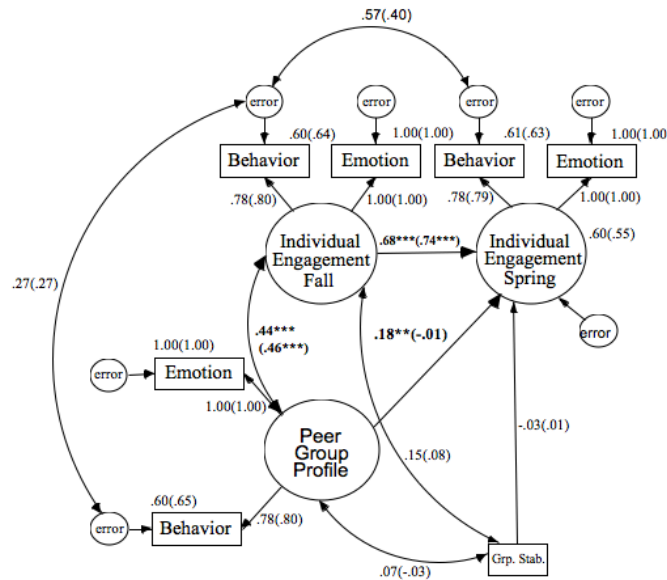 .57(.40)
error
error
error
error
.60(.64)
1.00(1.00)
.61(.63)
1.00(1.00
Behavior
Emotion
Behavior
Emotion
.78(.80)
1.00(1.00)
.78(.79)
1.00(1.00)
Individual
Engagement
Fall
.68***(.74***)
Individual
Engagement
Spring
.60(.55)
.27(.27)
.44***
(.46***)
.18**(-.01)
error
1.00(1.00)
error
Emotion
1.00(1.00)
Peer
Group
Profile
-.03(.01)
.15(.08)
.60(.65)
.78(.80)
error
Behavior
Grp. Stab.
.07(-.03)